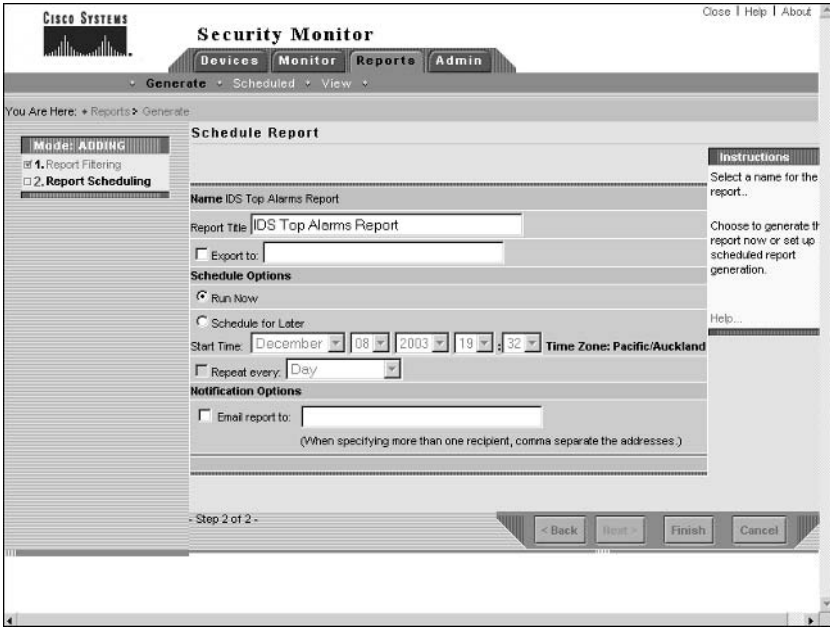 Close | Help | About
CISCO SYSTEMS
Security Monitor
Devices Monitor Reports Admin
Generate Scheduled View
You Are Here: Reports > Generate
Mode: ADDING
1. Report Filtering
2. Report Scheduling
Schedule Report
Name IDS Top Alarms Report
Report Title IDS Top Alarms Report
Export to:
Schedule Options
Run Now
Schedule for Later
Start Time: December 08 2003 19 : 32 Time Zone: Pacific/Auckland
Repeat every: Day
Notification Options
Email report to:
(When specifying more than one recipient, comma separate the addresses.)
Instructions
Select a name for the
report..
Choose to generate th
report now or set up
scheduled report
generation.
Help...
- Step 2 of 2 -
< Back Next > Finish Cancel